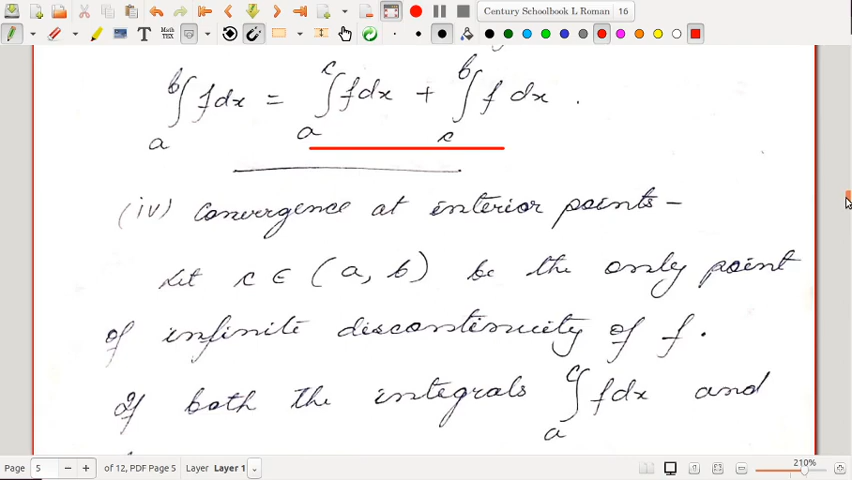 Century Schoolbook L Roman 16
Math TEX
∫_a^b f dx = ∫_a^c f dx + ∫_c^b f dx .
(iv) Convergence at interior points -
Let c ∈ (a, b) be the only point
of infinite discontinuity of f.
If both the integrals ∫_a^c f dx and
Page 5 of 12, PDF Page 5 Layer Layer 1 210%